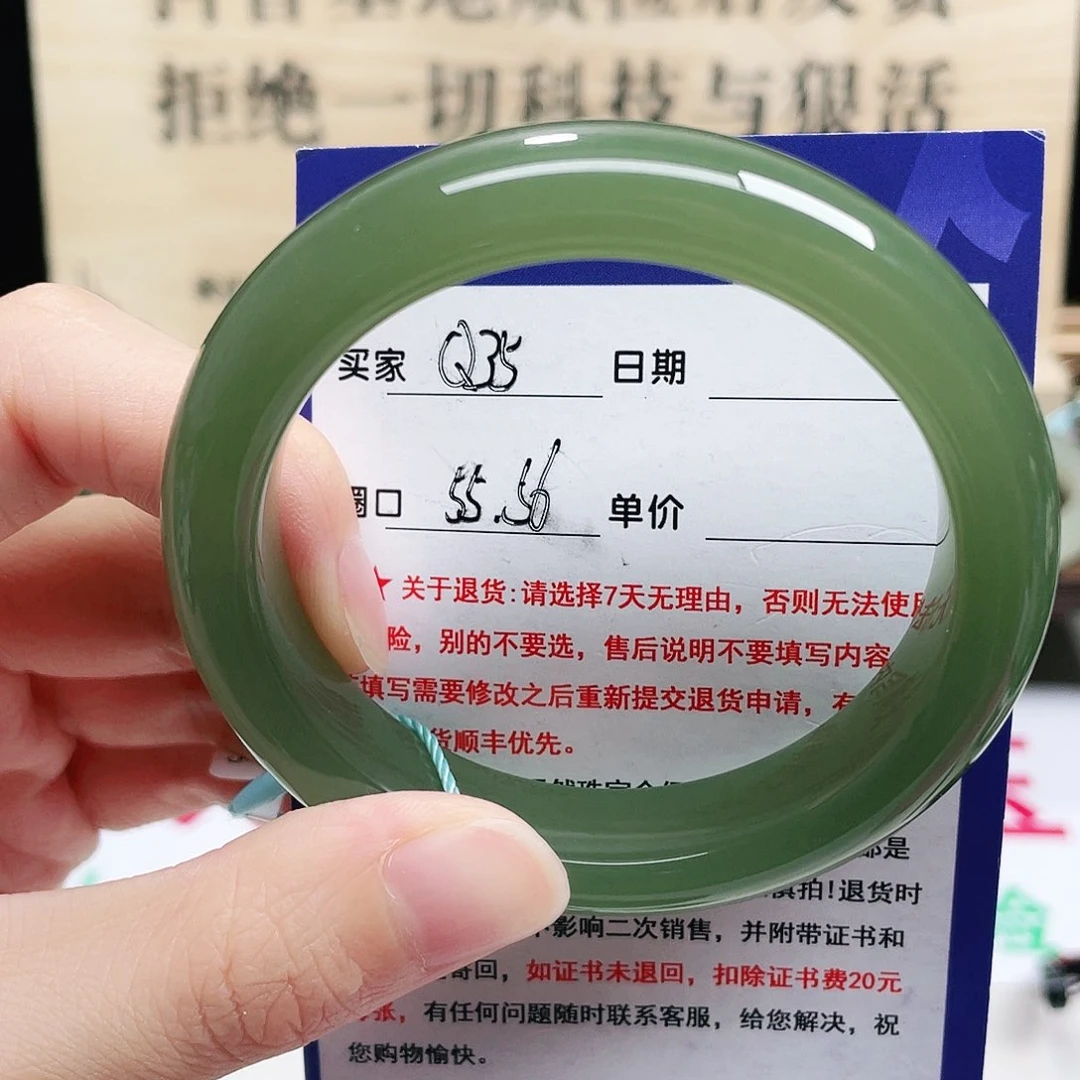 拒绝一切科技与狠活
买家 Q35 日期
圈口 55.56 单价
★关于退货:请选择7天无理由，否则无法使用
险，别的不要选，售后说明不要填写内容
填写需要修改之后重新提交退货申请，有
货顺丰优先。
是
慎拍!退货时
影响二次销售，并附带证书和
寄回，如证书未退回，扣除证书费20元
张，有任何问题随时联系客服，给您解决，祝
您购物愉快。